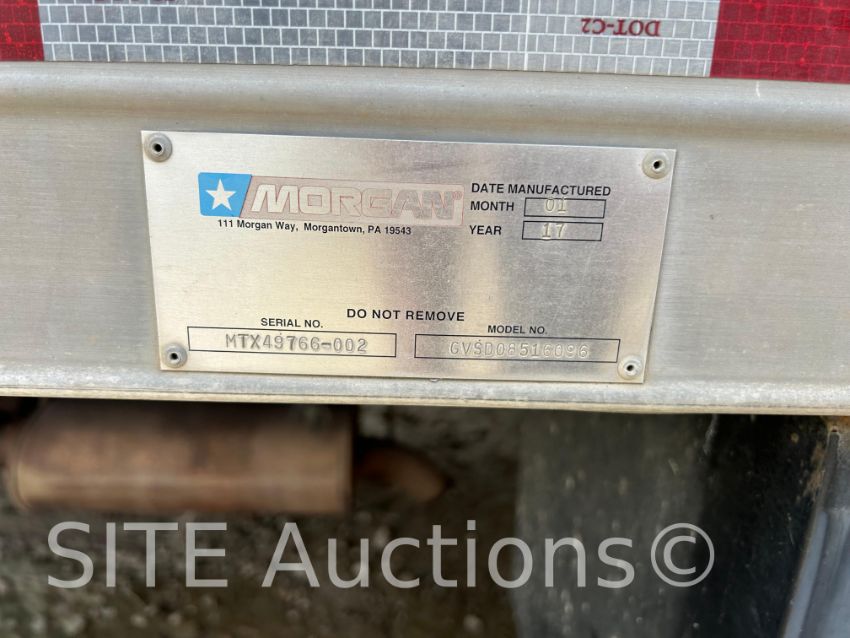 DOT-C2
MORGAN®
111 Morgan Way, Morgantown, PA 19543
DATE MANUFACTURED
MONTH 01
YEAR 17
DO NOT REMOVE
SERIAL NO.
MTX49766-002
MODEL NO.
GVSD08516096
SITE Auctions©